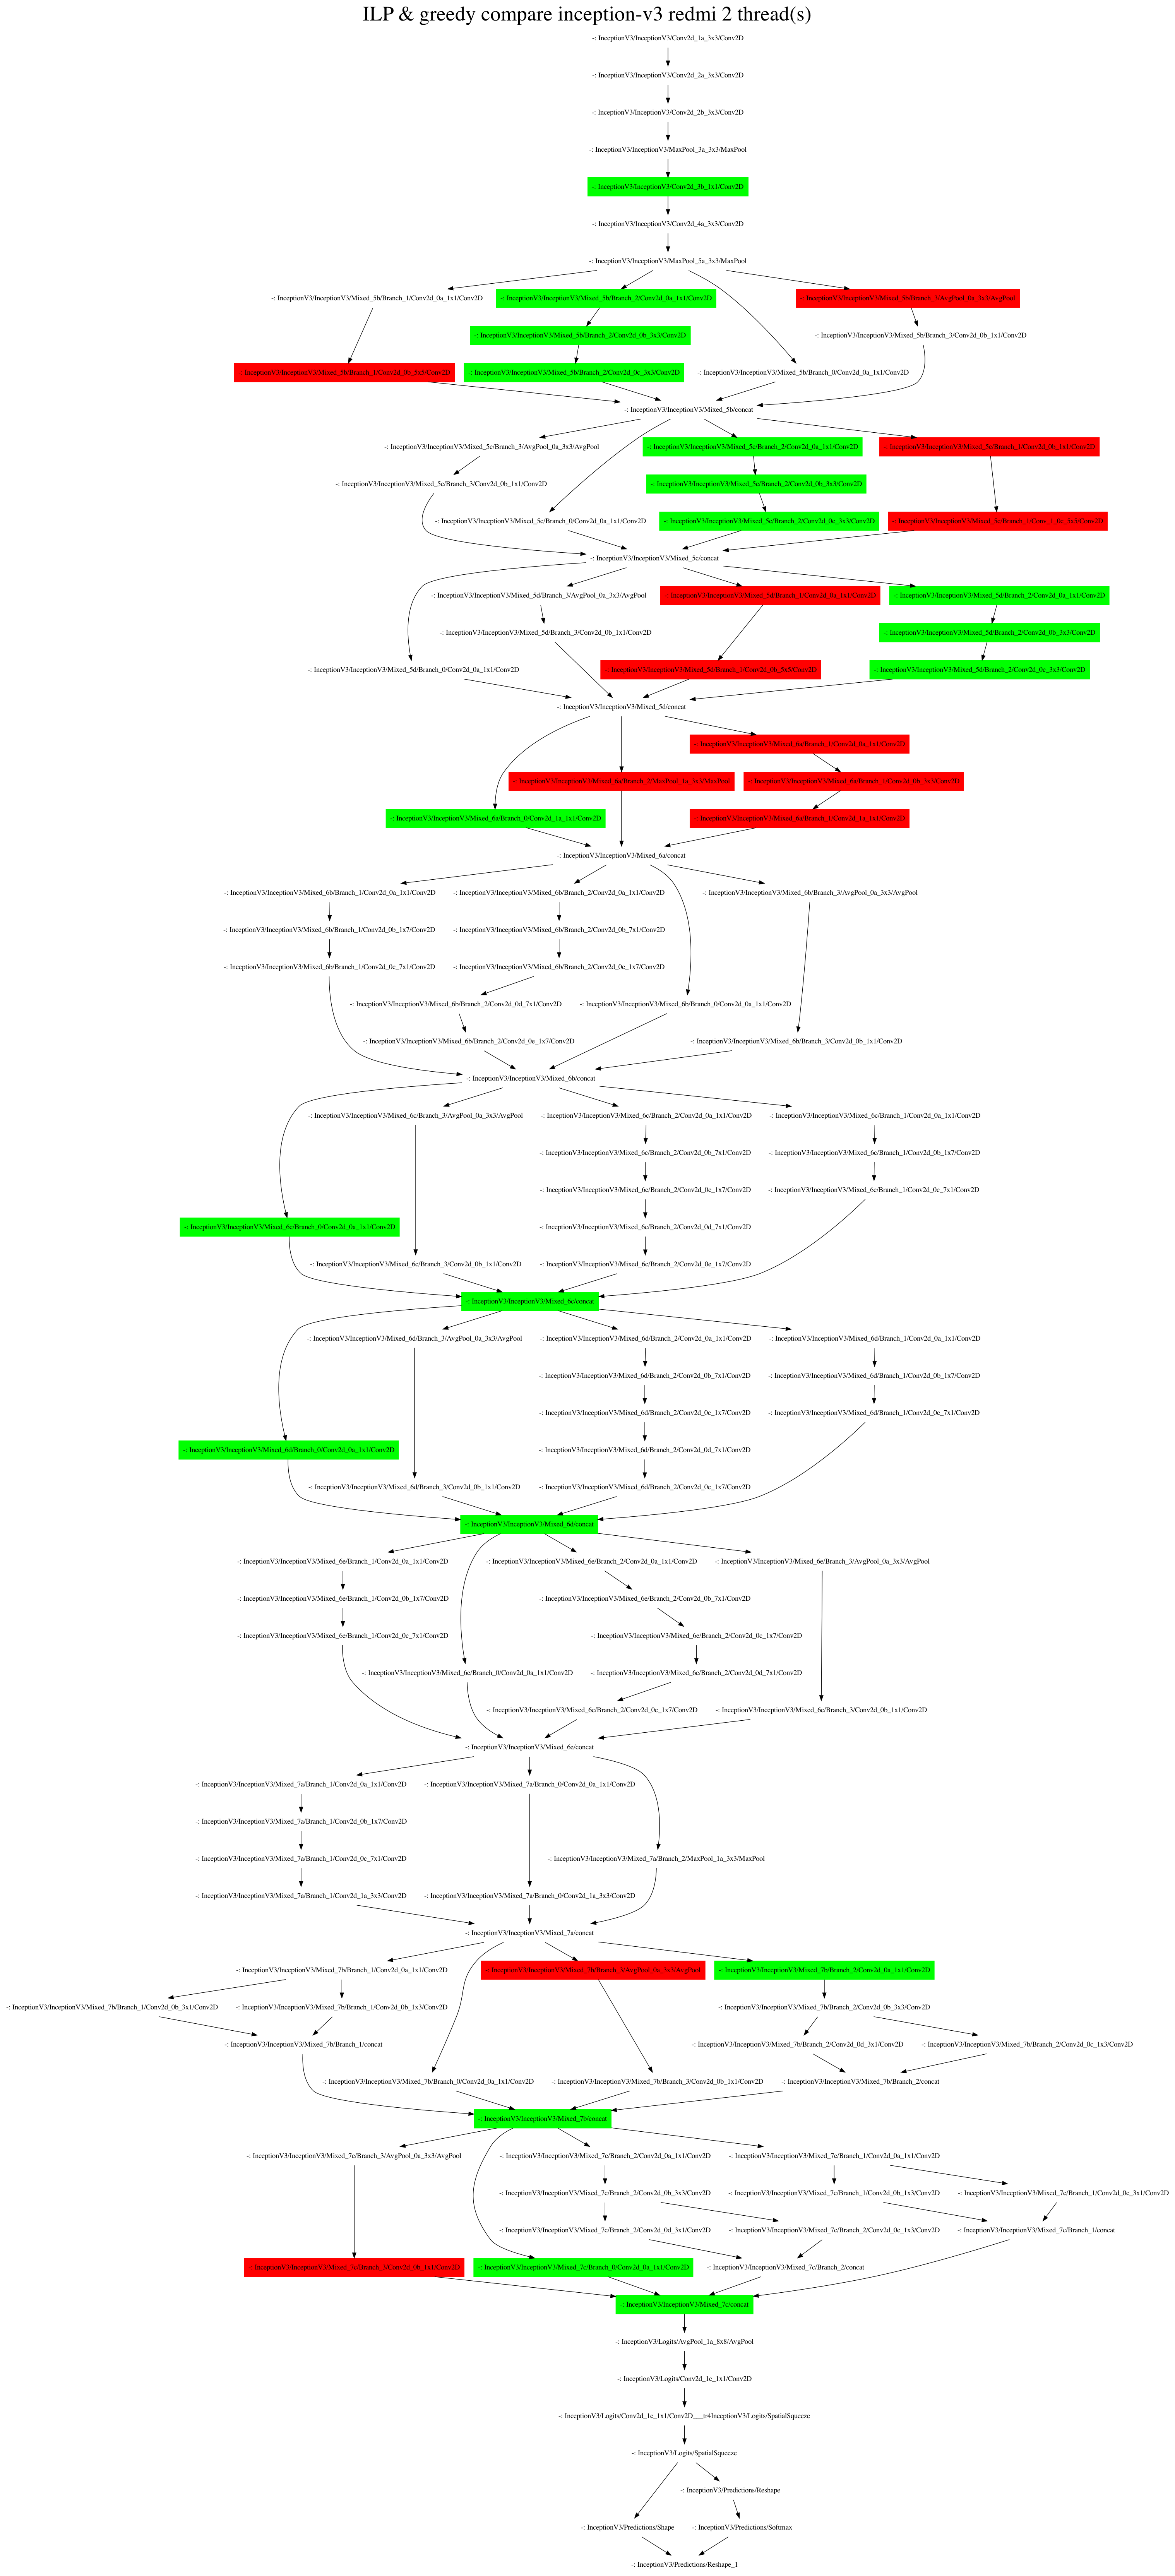 ILP & greedy compare inception-v3 redmi 2 thread(s)
-: InceptionV3/InceptionV3/Conv2d_1a_3x3/Conv2D
-: InceptionV3/InceptionV3/Conv2d_2a_3x3/Conv2D
-: InceptionV3/InceptionV3/Conv2d_2b_3x3/Conv2D
-: InceptionV3/InceptionV3/MaxPool_3a_3x3/MaxPool
-: InceptionV3/InceptionV3/Conv2d_3b_1x1/Conv2D
-: InceptionV3/InceptionV3/Conv2d_4a_3x3/Conv2D
-: InceptionV3/InceptionV3/MaxPool_5a_3x3/MaxPool
-: InceptionV3/InceptionV3/Mixed_5b/Branch_1/Conv2d_0a_1x1/Conv2D
-: InceptionV3/InceptionV3/Mixed_5b/Branch_2/Conv2d_0a_1x1/Conv2D
-: InceptionV3/InceptionV3/Mixed_5b/Branch_3/AvgPool_0a_3x3/AvgPool
-: InceptionV3/InceptionV3/Mixed_5b/Branch_2/Conv2d_0b_3x3/Conv2D
-: InceptionV3/InceptionV3/Mixed_5b/Branch_3/Conv2d_0b_1x1/Conv2D
-: InceptionV3/InceptionV3/Mixed_5b/Branch_1/Conv2d_0b_5x5/Conv2D
-: InceptionV3/InceptionV3/Mixed_5b/Branch_2/Conv2d_0c_3x3/Conv2D
-: InceptionV3/InceptionV3/Mixed_5b/Branch_0/Conv2d_0a_1x1/Conv2D
-: InceptionV3/InceptionV3/Mixed_5b/concat
-: InceptionV3/InceptionV3/Mixed_5c/Branch_3/AvgPool_0a_3x3/AvgPool
-: InceptionV3/InceptionV3/Mixed_5c/Branch_2/Conv2d_0a_1x1/Conv2D
-: InceptionV3/InceptionV3/Mixed_5c/Branch_1/Conv2d_0b_1x1/Conv2D
-: InceptionV3/InceptionV3/Mixed_5c/Branch_3/Conv2d_0b_1x1/Conv2D
-: InceptionV3/InceptionV3/Mixed_5c/Branch_2/Conv2d_0b_3x3/Conv2D
-: InceptionV3/InceptionV3/Mixed_5c/Branch_0/Conv2d_0a_1x1/Conv2D
-: InceptionV3/InceptionV3/Mixed_5c/Branch_2/Conv2d_0c_3x3/Conv2D
-: InceptionV3/InceptionV3/Mixed_5c/Branch_1/Conv_1_0c_5x5/Conv2D
-: InceptionV3/InceptionV3/Mixed_5c/concat
-: InceptionV3/InceptionV3/Mixed_5d/Branch_3/AvgPool_0a_3x3/AvgPool
-: InceptionV3/InceptionV3/Mixed_5d/Branch_1/Conv2d_0a_1x1/Conv2D
-: InceptionV3/InceptionV3/Mixed_5d/Branch_2/Conv2d_0a_1x1/Conv2D
-: InceptionV3/InceptionV3/Mixed_5d/Branch_3/Conv2d_0b_1x1/Conv2D
-: InceptionV3/InceptionV3/Mixed_5d/Branch_2/Conv2d_0b_3x3/Conv2D
-: InceptionV3/InceptionV3/Mixed_5d/Branch_0/Conv2d_0a_1x1/Conv2D
-: InceptionV3/InceptionV3/Mixed_5d/Branch_1/Conv2d_0b_5x5/Conv2D
-: InceptionV3/InceptionV3/Mixed_5d/Branch_2/Conv2d_0c_3x3/Conv2D
-: InceptionV3/InceptionV3/Mixed_5d/concat
-: InceptionV3/InceptionV3/Mixed_6a/Branch_1/Conv2d_0a_1x1/Conv2D
-: InceptionV3/InceptionV3/Mixed_6a/Branch_2/MaxPool_1a_3x3/MaxPool
-: InceptionV3/InceptionV3/Mixed_6a/Branch_1/Conv2d_0b_3x3/Conv2D
-: InceptionV3/InceptionV3/Mixed_6a/Branch_0/Conv2d_1a_1x1/Conv2D
-: InceptionV3/InceptionV3/Mixed_6a/Branch_1/Conv2d_1a_1x1/Conv2D
-: InceptionV3/InceptionV3/Mixed_6a/concat
-: InceptionV3/InceptionV3/Mixed_6b/Branch_1/Conv2d_0a_1x1/Conv2D
-: InceptionV3/InceptionV3/Mixed_6b/Branch_2/Conv2d_0a_1x1/Conv2D
-: InceptionV3/InceptionV3/Mixed_6b/Branch_3/AvgPool_0a_3x3/AvgPool
-: InceptionV3/InceptionV3/Mixed_6b/Branch_1/Conv2d_0b_1x7/Conv2D
-: InceptionV3/InceptionV3/Mixed_6b/Branch_2/Conv2d_0b_7x1/Conv2D
-: InceptionV3/InceptionV3/Mixed_6b/Branch_1/Conv2d_0c_7x1/Conv2D
-: InceptionV3/InceptionV3/Mixed_6b/Branch_2/Conv2d_0c_1x7/Conv2D
-: InceptionV3/InceptionV3/Mixed_6b/Branch_2/Conv2d_0d_7x1/Conv2D
-: InceptionV3/InceptionV3/Mixed_6b/Branch_0/Conv2d_0a_1x1/Conv2D
-: InceptionV3/InceptionV3/Mixed_6b/Branch_2/Conv2d_0e_1x7/Conv2D
-: InceptionV3/InceptionV3/Mixed_6b/Branch_3/Conv2d_0b_1x1/Conv2D
-: InceptionV3/InceptionV3/Mixed_6b/concat
-: InceptionV3/InceptionV3/Mixed_6c/Branch_3/AvgPool_0a_3x3/AvgPool
-: InceptionV3/InceptionV3/Mixed_6c/Branch_2/Conv2d_0a_1x1/Conv2D
-: InceptionV3/InceptionV3/Mixed_6c/Branch_1/Conv2d_0a_1x1/Conv2D
-: InceptionV3/InceptionV3/Mixed_6c/Branch_2/Conv2d_0b_7x1/Conv2D
-: InceptionV3/InceptionV3/Mixed_6c/Branch_1/Conv2d_0b_1x7/Conv2D
-: InceptionV3/InceptionV3/Mixed_6c/Branch_2/Conv2d_0c_1x7/Conv2D
-: InceptionV3/InceptionV3/Mixed_6c/Branch_1/Conv2d_0c_7x1/Conv2D
-: InceptionV3/InceptionV3/Mixed_6c/Branch_0/Conv2d_0a_1x1/Conv2D
-: InceptionV3/InceptionV3/Mixed_6c/Branch_2/Conv2d_0d_7x1/Conv2D
-: InceptionV3/InceptionV3/Mixed_6c/Branch_3/Conv2d_0b_1x1/Conv2D
-: InceptionV3/InceptionV3/Mixed_6c/Branch_2/Conv2d_0e_1x7/Conv2D
-: InceptionV3/InceptionV3/Mixed_6c/concat
-: InceptionV3/InceptionV3/Mixed_6d/Branch_3/AvgPool_0a_3x3/AvgPool
-: InceptionV3/InceptionV3/Mixed_6d/Branch_2/Conv2d_0a_1x1/Conv2D
-: InceptionV3/InceptionV3/Mixed_6d/Branch_1/Conv2d_0a_1x1/Conv2D
-: InceptionV3/InceptionV3/Mixed_6d/Branch_2/Conv2d_0b_7x1/Conv2D
-: InceptionV3/InceptionV3/Mixed_6d/Branch_1/Conv2d_0b_1x7/Conv2D
-: InceptionV3/InceptionV3/Mixed_6d/Branch_2/Conv2d_0c_1x7/Conv2D
-: InceptionV3/InceptionV3/Mixed_6d/Branch_1/Conv2d_0c_7x1/Conv2D
-: InceptionV3/InceptionV3/Mixed_6d/Branch_0/Conv2d_0a_1x1/Conv2D
-: InceptionV3/InceptionV3/Mixed_6d/Branch_2/Conv2d_0d_7x1/Conv2D
-: InceptionV3/InceptionV3/Mixed_6d/Branch_3/Conv2d_0b_1x1/Conv2D
-: InceptionV3/InceptionV3/Mixed_6d/Branch_2/Conv2d_0e_1x7/Conv2D
-: InceptionV3/InceptionV3/Mixed_6d/concat
-: InceptionV3/InceptionV3/Mixed_6e/Branch_1/Conv2d_0a_1x1/Conv2D
-: InceptionV3/InceptionV3/Mixed_6e/Branch_2/Conv2d_0a_1x1/Conv2D
-: InceptionV3/InceptionV3/Mixed_6e/Branch_3/AvgPool_0a_3x3/AvgPool
-: InceptionV3/InceptionV3/Mixed_6e/Branch_1/Conv2d_0b_1x7/Conv2D
-: InceptionV3/InceptionV3/Mixed_6e/Branch_2/Conv2d_0b_7x1/Conv2D
-: InceptionV3/InceptionV3/Mixed_6e/Branch_1/Conv2d_0c_7x1/Conv2D
-: InceptionV3/InceptionV3/Mixed_6e/Branch_2/Conv2d_0c_1x7/Conv2D
-: InceptionV3/InceptionV3/Mixed_6e/Branch_0/Conv2d_0a_1x1/Conv2D
-: InceptionV3/InceptionV3/Mixed_6e/Branch_2/Conv2d_0d_7x1/Conv2D
-: InceptionV3/InceptionV3/Mixed_6e/Branch_2/Conv2d_0e_1x7/Conv2D
-: InceptionV3/InceptionV3/Mixed_6e/Branch_3/Conv2d_0b_1x1/Conv2D
-: InceptionV3/InceptionV3/Mixed_6e/concat
-: InceptionV3/InceptionV3/Mixed_7a/Branch_1/Conv2d_0a_1x1/Conv2D
-: InceptionV3/InceptionV3/Mixed_7a/Branch_0/Conv2d_0a_1x1/Conv2D
-: InceptionV3/InceptionV3/Mixed_7a/Branch_1/Conv2d_0b_1x7/Conv2D
-: InceptionV3/InceptionV3/Mixed_7a/Branch_1/Conv2d_0c_7x1/Conv2D
-: InceptionV3/InceptionV3/Mixed_7a/Branch_2/MaxPool_1a_3x3/MaxPool
-: InceptionV3/InceptionV3/Mixed_7a/Branch_1/Conv2d_1a_3x3/Conv2D
-: InceptionV3/InceptionV3/Mixed_7a/Branch_0/Conv2d_1a_3x3/Conv2D
-: InceptionV3/InceptionV3/Mixed_7a/concat
-: InceptionV3/InceptionV3/Mixed_7b/Branch_1/Conv2d_0a_1x1/Conv2D
-: InceptionV3/InceptionV3/Mixed_7b/Branch_3/AvgPool_0a_3x3/AvgPool
-: InceptionV3/InceptionV3/Mixed_7b/Branch_2/Conv2d_0a_1x1/Conv2D
-: InceptionV3/InceptionV3/Mixed_7b/Branch_1/Conv2d_0b_3x1/Conv2D
-: InceptionV3/InceptionV3/Mixed_7b/Branch_1/Conv2d_0b_1x3/Conv2D
-: InceptionV3/InceptionV3/Mixed_7b/Branch_2/Conv2d_0b_3x3/Conv2D
-: InceptionV3/InceptionV3/Mixed_7b/Branch_1/concat
-: InceptionV3/InceptionV3/Mixed_7b/Branch_2/Conv2d_0d_3x1/Conv2D
-: InceptionV3/InceptionV3/Mixed_7b/Branch_2/Conv2d_0c_1x3/Conv2D
-: InceptionV3/InceptionV3/Mixed_7b/Branch_0/Conv2d_0a_1x1/Conv2D
-: InceptionV3/InceptionV3/Mixed_7b/Branch_3/Conv2d_0b_1x1/Conv2D
-: InceptionV3/InceptionV3/Mixed_7b/Branch_2/concat
-: InceptionV3/InceptionV3/Mixed_7b/concat
-: InceptionV3/InceptionV3/Mixed_7c/Branch_3/AvgPool_0a_3x3/AvgPool
-: InceptionV3/InceptionV3/Mixed_7c/Branch_2/Conv2d_0a_1x1/Conv2D
-: InceptionV3/InceptionV3/Mixed_7c/Branch_1/Conv2d_0a_1x1/Conv2D
-: InceptionV3/InceptionV3/Mixed_7c/Branch_2/Conv2d_0b_3x3/Conv2D
-: InceptionV3/InceptionV3/Mixed_7c/Branch_1/Conv2d_0b_1x3/Conv2D
-: InceptionV3/InceptionV3/Mixed_7c/Branch_1/Conv2d_0c_3x1/Conv2D
-: InceptionV3/InceptionV3/Mixed_7c/Branch_2/Conv2d_0d_3x1/Conv2D
-: InceptionV3/InceptionV3/Mixed_7c/Branch_2/Conv2d_0c_1x3/Conv2D
-: InceptionV3/InceptionV3/Mixed_7c/Branch_1/concat
-: InceptionV3/InceptionV3/Mixed_7c/Branch_3/Conv2d_0b_1x1/Conv2D
-: InceptionV3/InceptionV3/Mixed_7c/Branch_0/Conv2d_0a_1x1/Conv2D
-: InceptionV3/InceptionV3/Mixed_7c/Branch_2/concat
-: InceptionV3/InceptionV3/Mixed_7c/concat
-: InceptionV3/Logits/AvgPool_1a_8x8/AvgPool
-: InceptionV3/Logits/Conv2d_1c_1x1/Conv2D
-: InceptionV3/Logits/Conv2d_1c_1x1/Conv2D___tr4InceptionV3/Logits/SpatialSqueeze
-: InceptionV3/Logits/SpatialSqueeze
-: InceptionV3/Predictions/Reshape
-: InceptionV3/Predictions/Shape
-: InceptionV3/Predictions/Softmax
-: InceptionV3/Predictions/Reshape_1